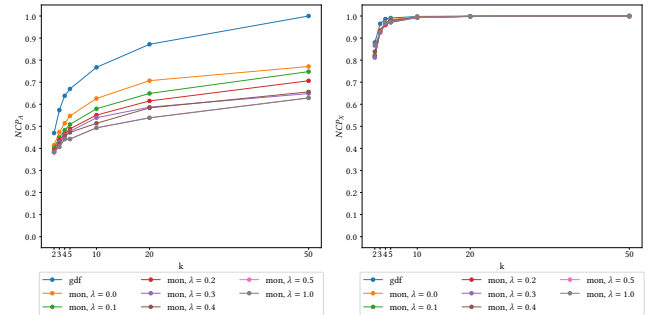 1.0 1.0
0.9 0.9
0.8 0.8
0.7 0.7
0.6 0.6
0.5 0.5
0.4 0.4
0.3 0.3
0.2 0.2
0.1 0.1
0.0 0.0
NCP_A NCP_X
2 3 4 5 10 20 50 2 3 4 5 10 20 50
k k
gdf mon, λ = 0.2 mon, λ = 0.5 gdf mon, λ = 0.2 mon, λ = 0.5
mon, λ = 0.0 mon, λ = 0.3 mon, λ = 1.0 mon, λ = 0.0 mon, λ = 0.3 mon, λ = 1.0
mon, λ = 0.1 mon, λ = 0.4 mon, λ = 0.1 mon, λ = 0.4